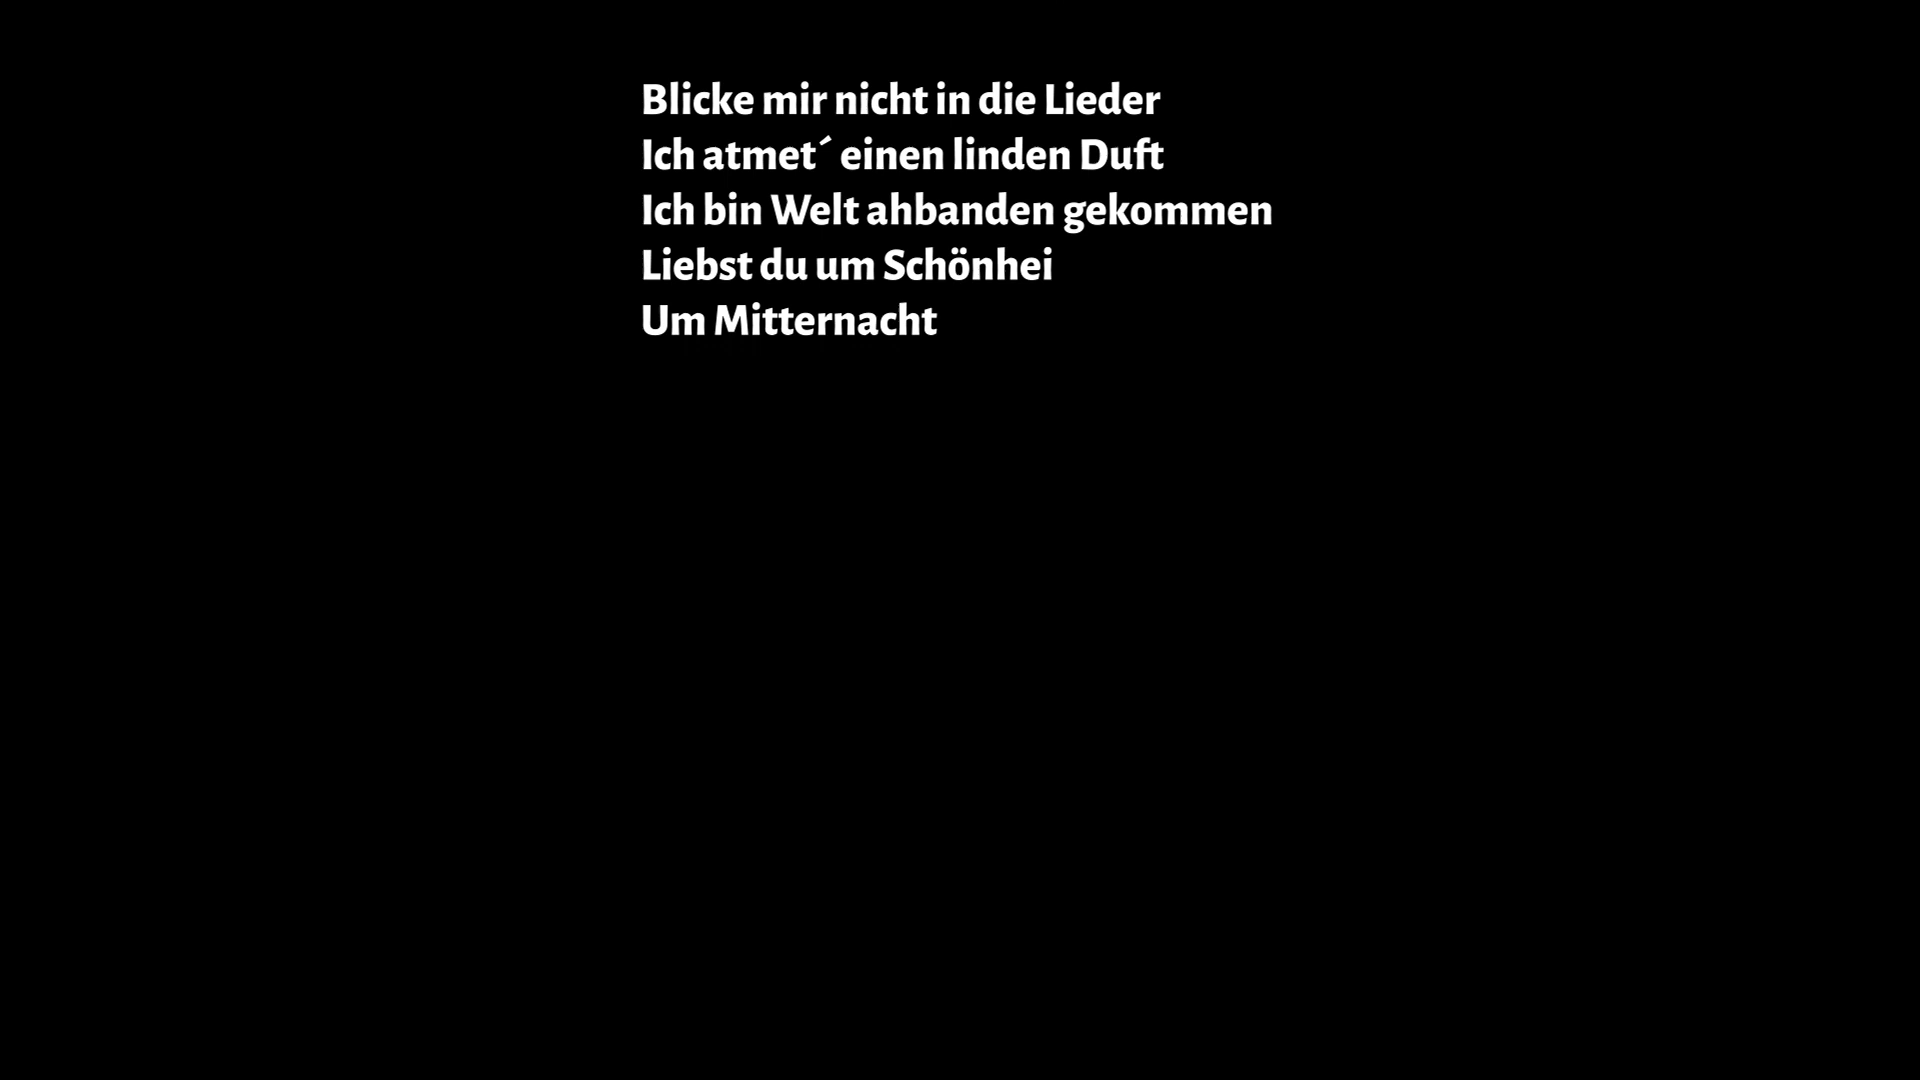 Blicke mir nicht in die Lieder
Ich atmet´ einen linden Duft
Ich bin Welt ahbanden gekommen
Liebst du um Schönhei
Um Mitternacht